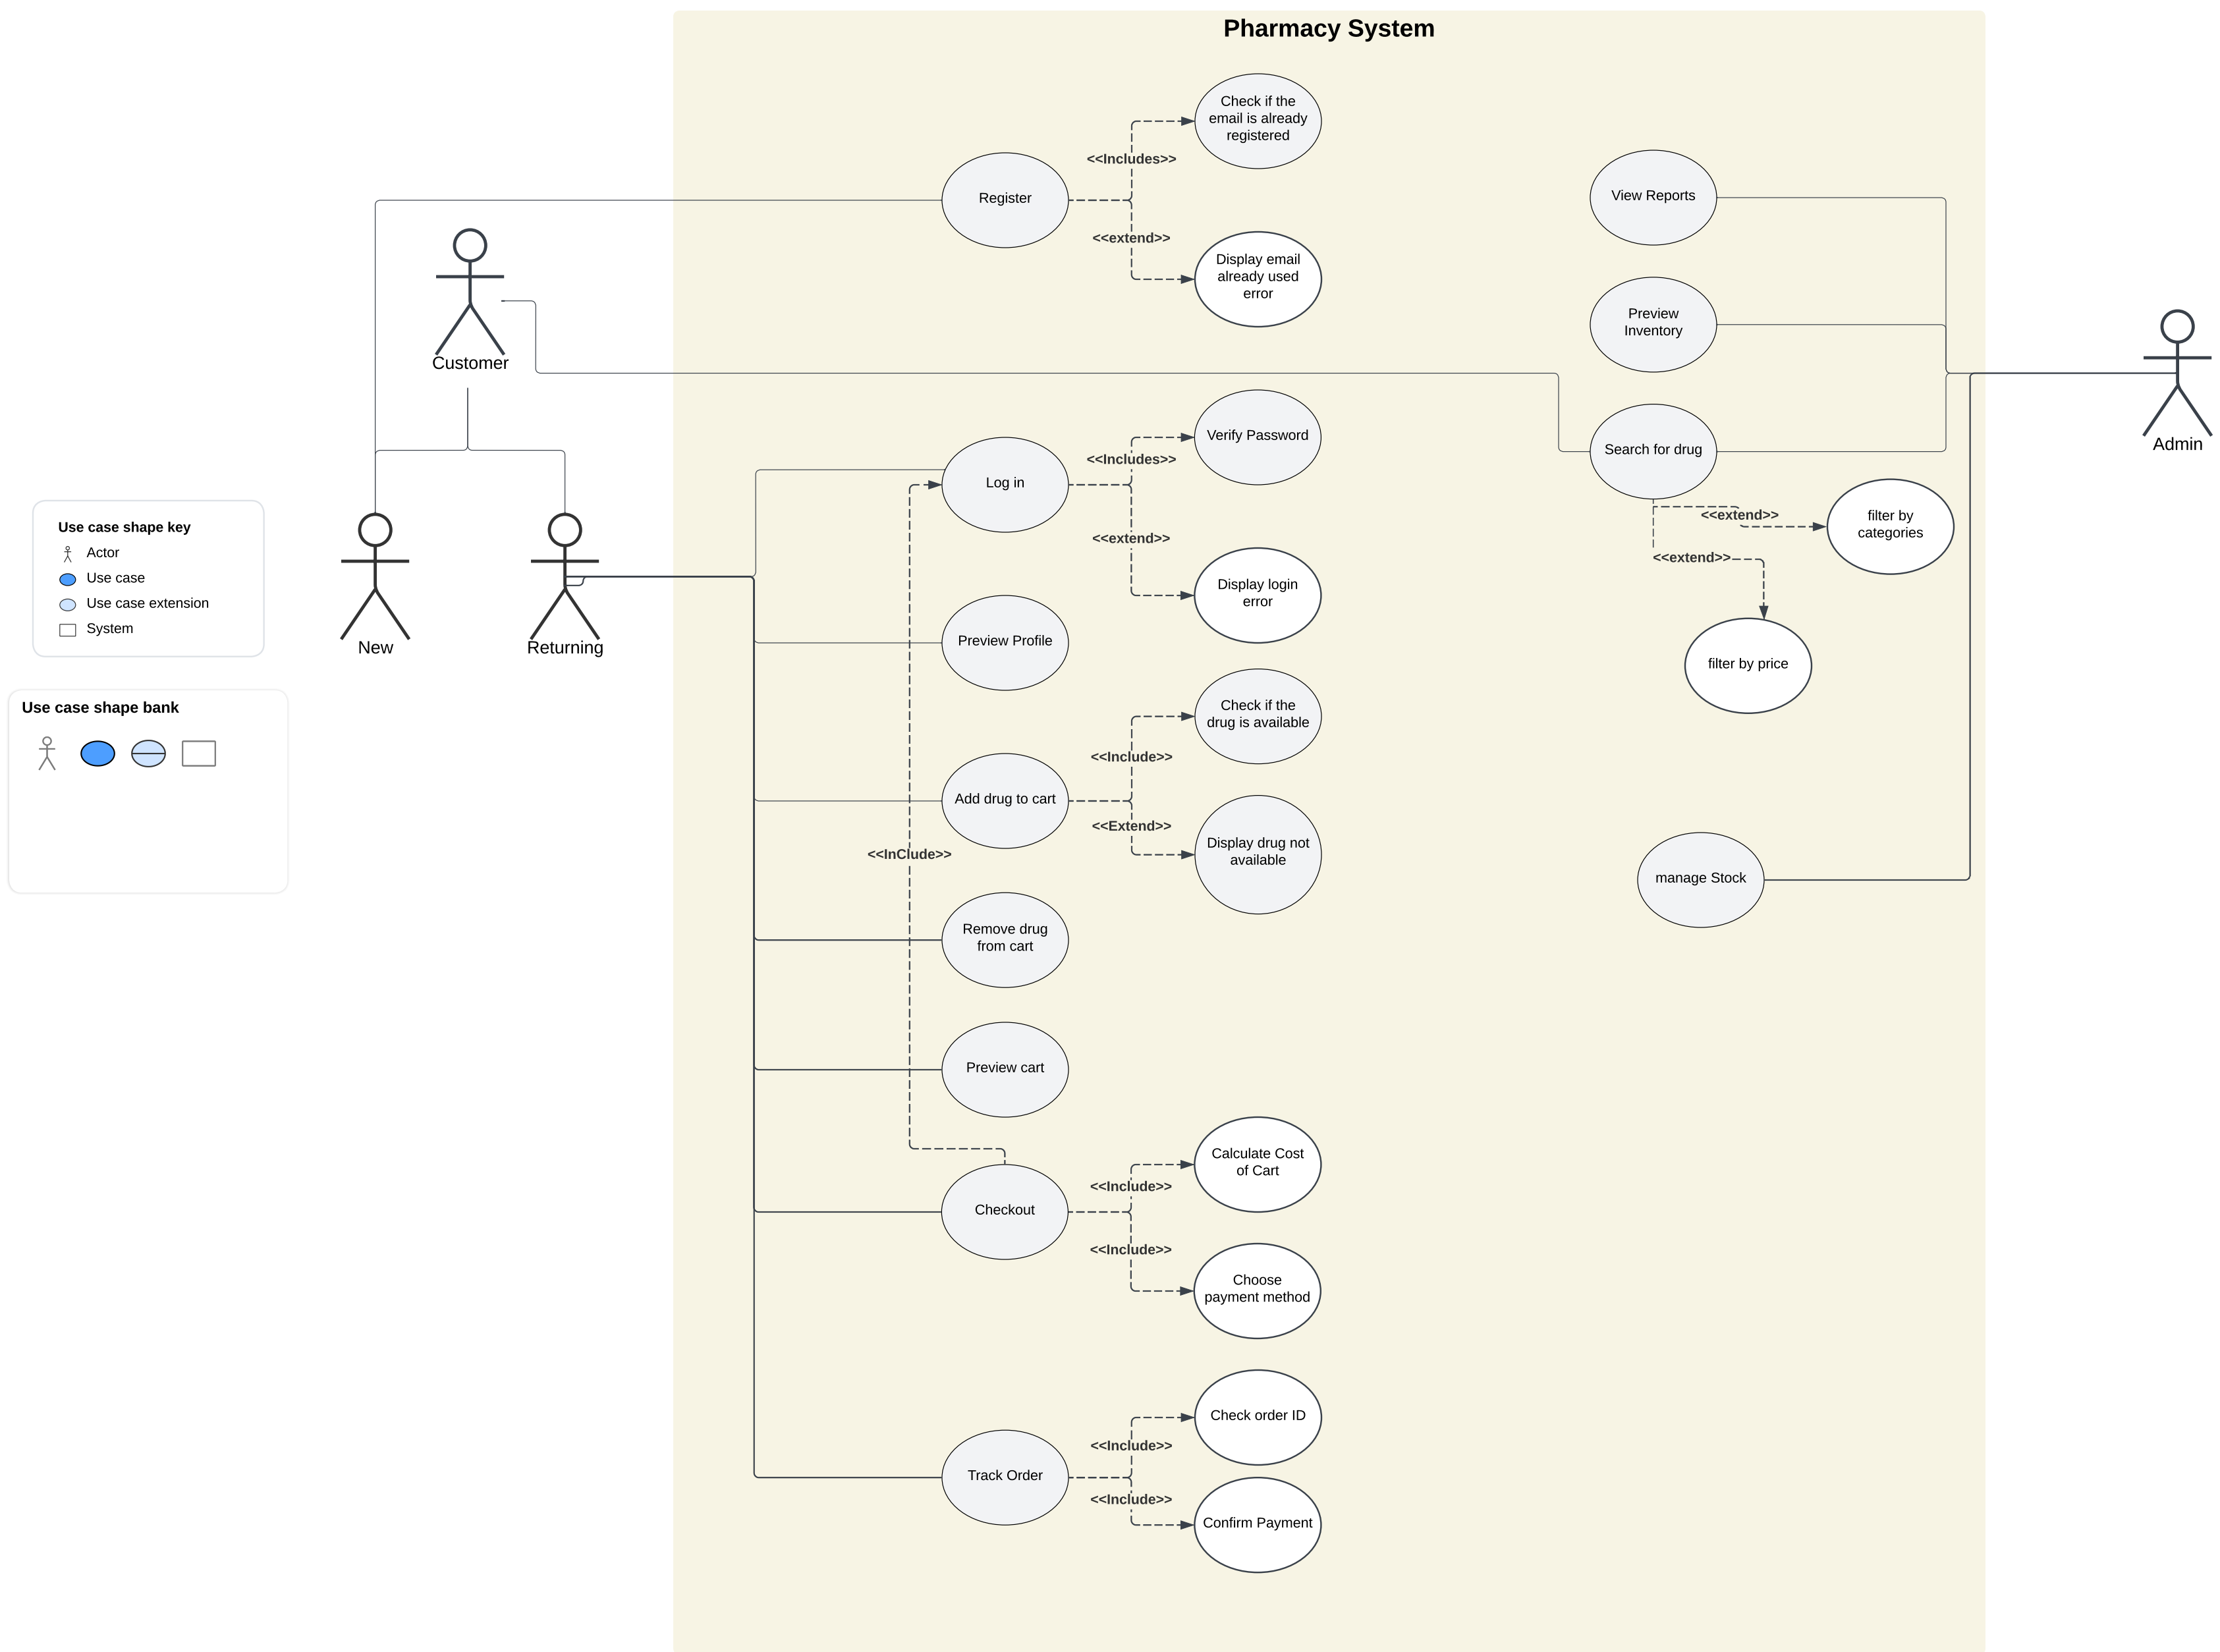 Pharmacy System
Check if the
email is already
registered
<<Includes>>
Register
<<extend>>
Display email
already used
error
View Reports
Preview
Inventory
Customer
Admin
Verify Password
<<Includes>>
Log in
<<extend>>
Display login
error
Search for drug
<<extend>>
filter by
categories
<<extend>>
filter by price
Use case shape key
Actor
Use case
Use case extension
System
New
Returning
Use case shape bank
Preview Profile
Check if the
drug is available
<<Include>>
Add drug to cart
<<Extend>>
Display drug not
available
<<InClude>>
manage Stock
Remove drug
from cart
Preview cart
Calculate Cost
of Cart
<<Include>>
Checkout
<<Include>>
Choose
payment method
Check order ID
<<Include>>
Track Order
<<Include>>
Confirm Payment